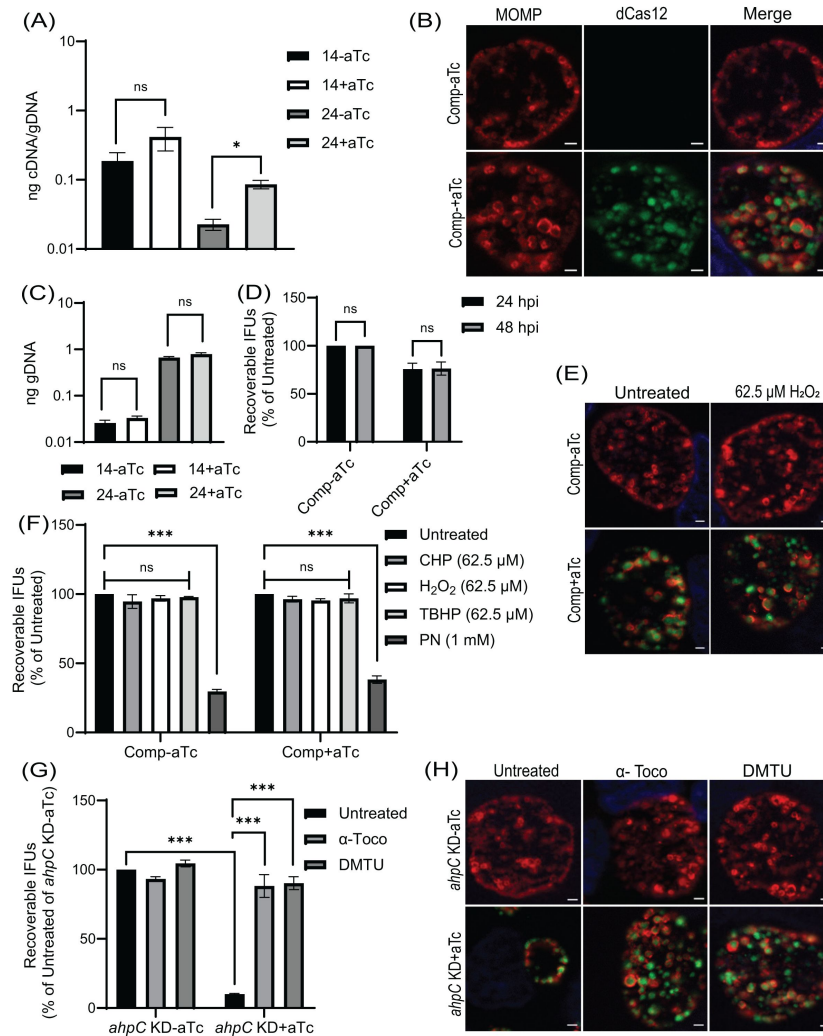 (A)
10
1
0.1
0.01
ng cDNA/gDNA
ns
*
14-aTc
14+aTc
24-aTc
24+aTc
(B)
MOMP
dCas12
Merge
Comp-aTc
Comp-+aTc
(C)
10
1
0.1
0.01
ng gDNA
ns
ns
14-aTc
14+aTc
24-aTc
24+aTc
(D)
150
100
50
0
Recoverable IFUs
(% of Untreated)
ns
ns
Comp-aTc
Comp+aTc
24 hpi
48 hpi
(E)
Untreated
62.5 µM H₂O₂
Comp-aTc
Comp+aTc
(F)
150
100
50
0
Recoverable IFUs
(% of Untreated)
***
ns
***
ns
Comp-aTc
Comp+aTc
Untreated
CHP (62.5 µM)
H₂O₂ (62.5 µM)
TBHP (62.5 µM)
PN (1 mM)
(G)
150
100
50
0
Recoverable IFUs
(% of Untreated of ahpC KD-aTc)
***
***
***
ahpC KD-aTc
ahpC KD+aTc
Untreated
α-Toco
DMTU
(H)
Untreated
α- Toco
DMTU
ahpC KD-aTc
ahpC KD+aTc